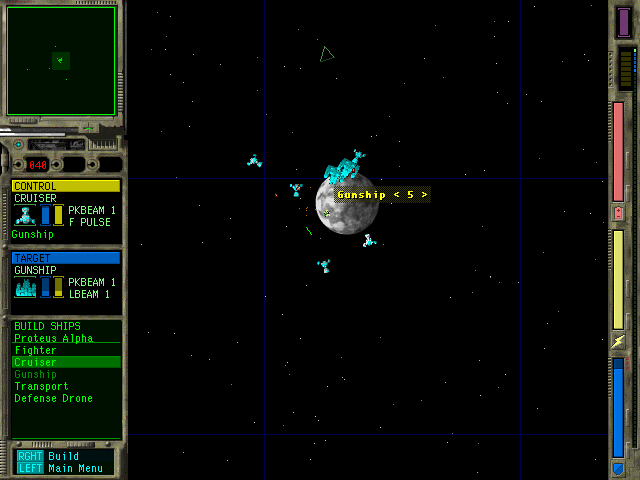 040
CONTROL
CRUISER
PKBEAM 1
F PULSE
Gunship
TARGET
GUNSHIP
PKBEAM 1
LBEAM 1
BUILD SHIPS
Proteus Alpha
Fighter
Cruiser
Gunship
Transport
Defense Drone
RGHT Build
LEFT Main Menu
Gunship < 5 >